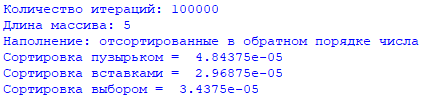 Количество итераций: 100000
Длина массива: 5
Наполнение: отсортированные в обратном порядке числа
Сортировка пузырьком =  4.84375e-05
Сортировка вставками =  2.96875e-05
Сортировка выбором =  3.4375e-05